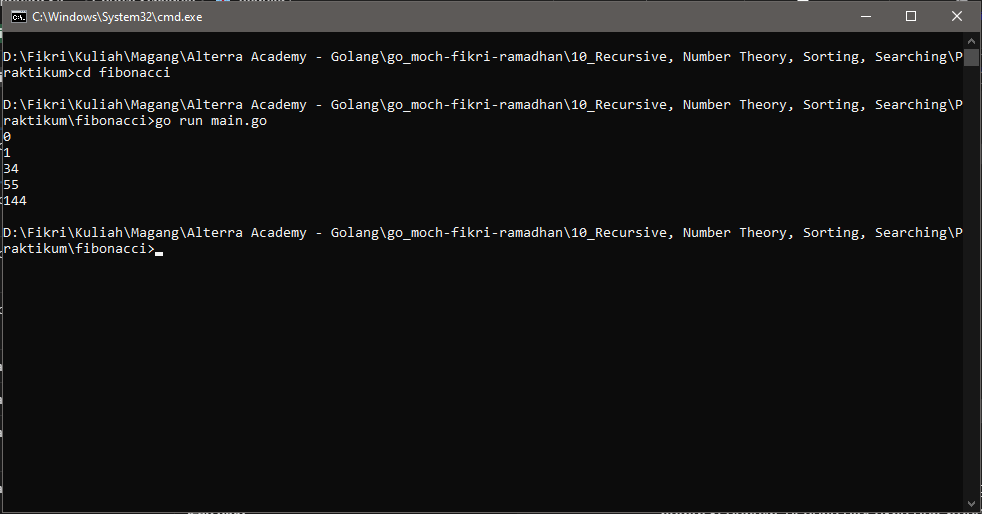 C:\Windows\System32\cmd.exe
D:\Fikri\Kuliah\Magang\Alterra Academy - Golang\go_moch-fikri-ramadhan\10_Recursive, Number Theory, Sorting, Searching\P
raktikum>cd fibonacci
D:\Fikri\Kuliah\Magang\Alterra Academy - Golang\go_moch-fikri-ramadhan\10_Recursive, Number Theory, Sorting, Searching\P
raktikum\fibonacci>go run main.go
0
1
34
55
144
D:\Fikri\Kuliah\Magang\Alterra Academy - Golang\go_moch-fikri-ramadhan\10_Recursive, Number Theory, Sorting, Searching\P
raktikum\fibonacci>